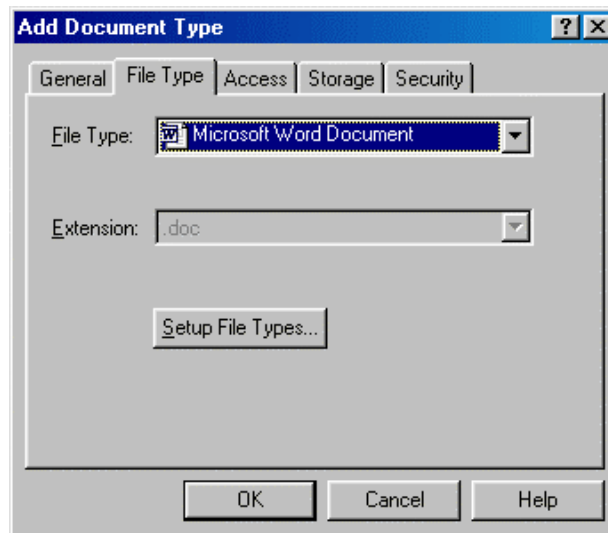 Add Document Type
General File Type Access Storage Security
File Type: Microsoft Word Document
Extension: .doc
Setup File Types...
OK Cancel Help